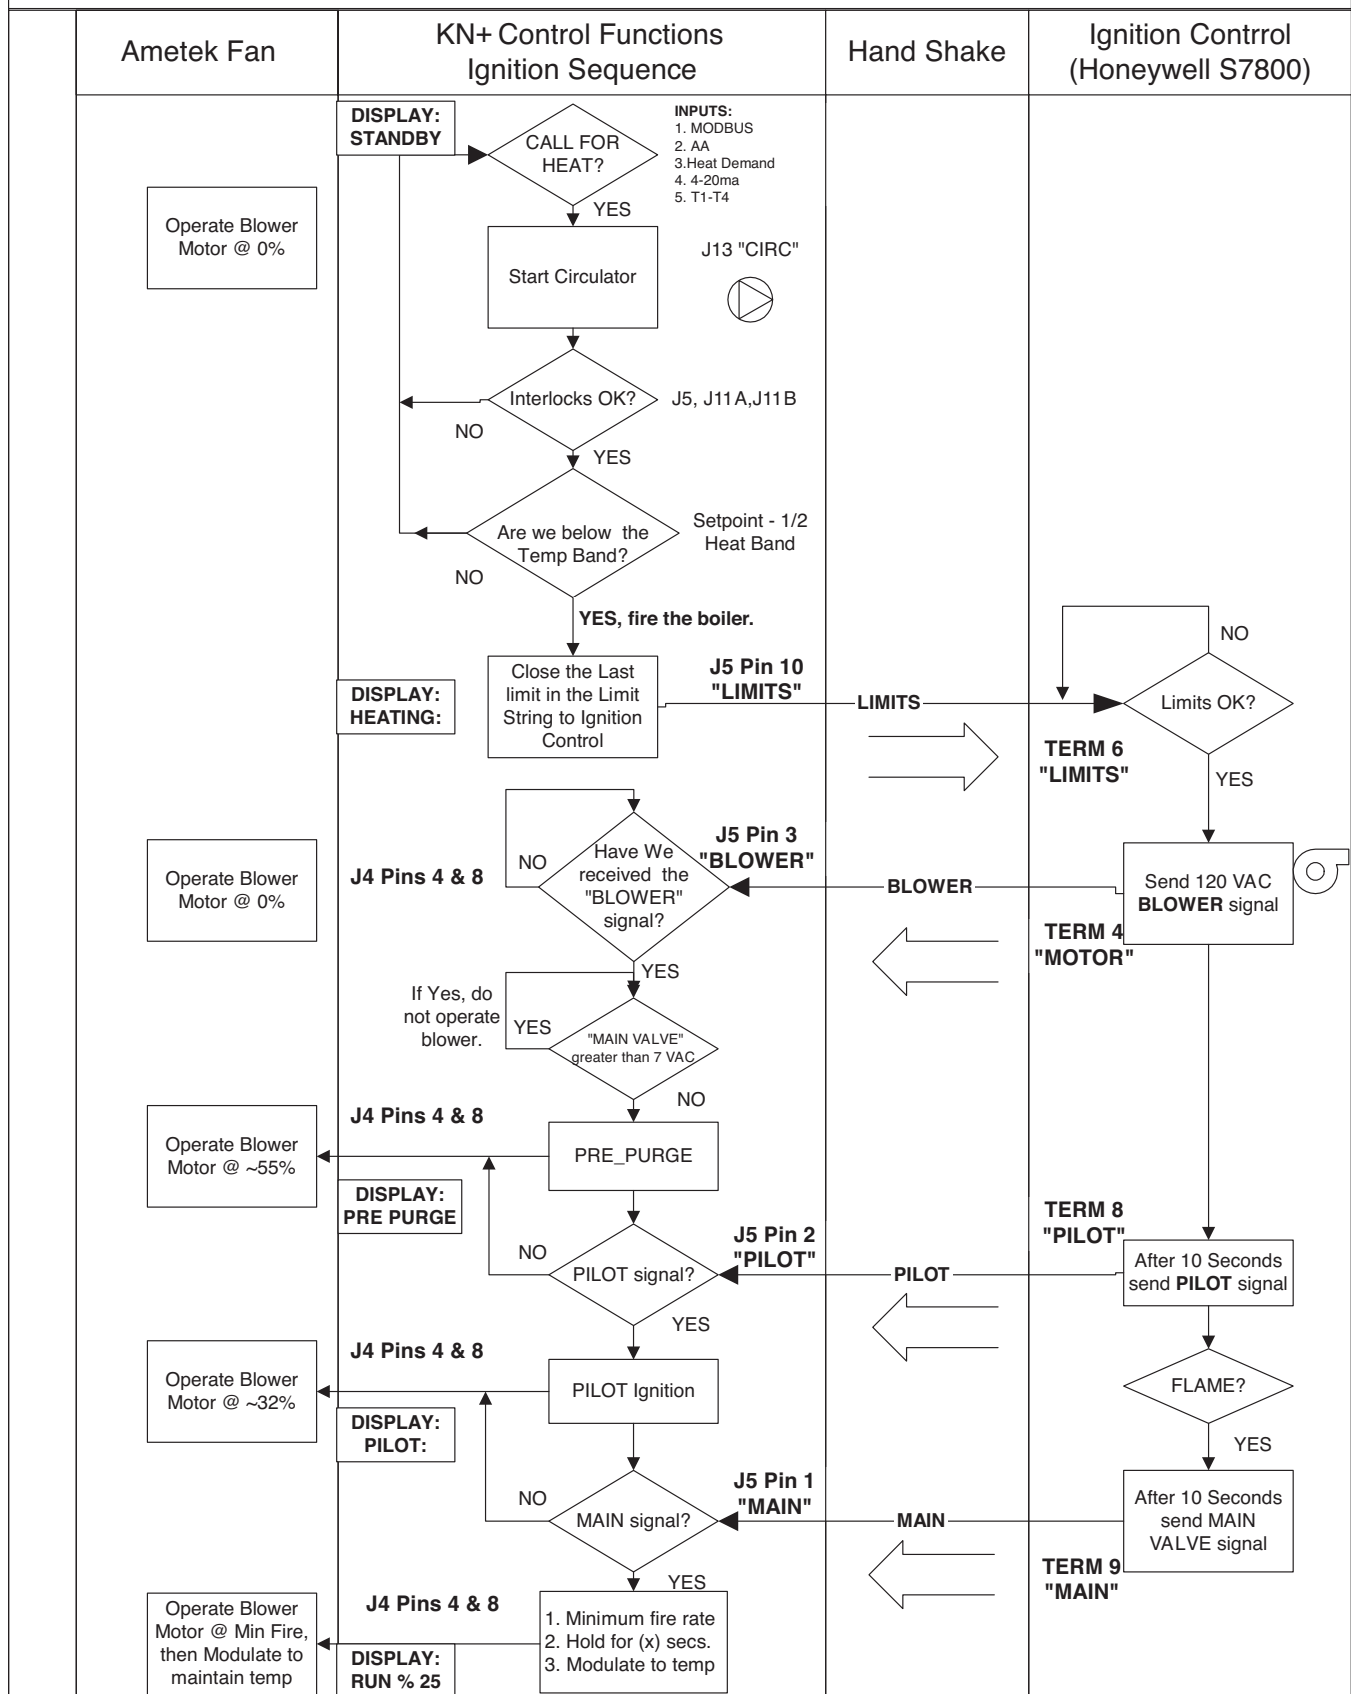 Ametek Fan
KN+ Control Functions
Ignition Sequence
Hand Shake
Ignition Contrrol
(Honeywell S7800)
DISPLAY:
STANDBY
CALL FOR
HEAT?
INPUTS:
1. MODBUS
2. AA
3.Heat Demand
4. 4-20ma
5. T1-T4
YES
Operate Blower
Motor @ 0%
Start Circulator
J13 "CIRC"
Interlocks OK?
J5, J11A,J11B
NO
YES
Are we below the
Temp Band?
Setpoint - 1/2
Heat Band
NO
YES, fire the boiler.
NO
Close the Last
limit in the Limit
String to Ignition
Control
DISPLAY:
HEATING:
J5 Pin 10
"LIMITS"
LIMITS
Limits OK?
TERM 6
"LIMITS"
YES
Operate Blower
Motor @ 0%
J4 Pins 4 & 8
NO
Have We
received the
"BLOWER"
signal?
J5 Pin 3
"BLOWER"
BLOWER
Send 120 VAC
BLOWER signal
TERM 4
"MOTOR"
YES
If Yes, do
not operate
blower.
YES
"MAIN VALVE"
greater than 7 VAC
NO
J4 Pins 4 & 8
Operate Blower
Motor @ ~55%
PRE_PURGE
DISPLAY:
PRE PURGE
NO
PILOT signal?
J5 Pin 2
"PILOT"
PILOT
TERM 8
"PILOT"
After 10 Seconds
send PILOT signal
YES
J4 Pins 4 & 8
Operate Blower
Motor @ ~32%
PILOT Ignition
FLAME?
DISPLAY:
PILOT:
YES
NO
MAIN signal?
J5 Pin 1
"MAIN"
MAIN
After 10 Seconds
send MAIN
VALVE signal
TERM 9
"MAIN"
YES
J4 Pins 4 & 8
Operate Blower
Motor @ Min Fire,
then Modulate to
maintain temp
1. Minimum fire rate
2. Hold for (x) secs.
3. Modulate to temp
DISPLAY:
RUN % 25